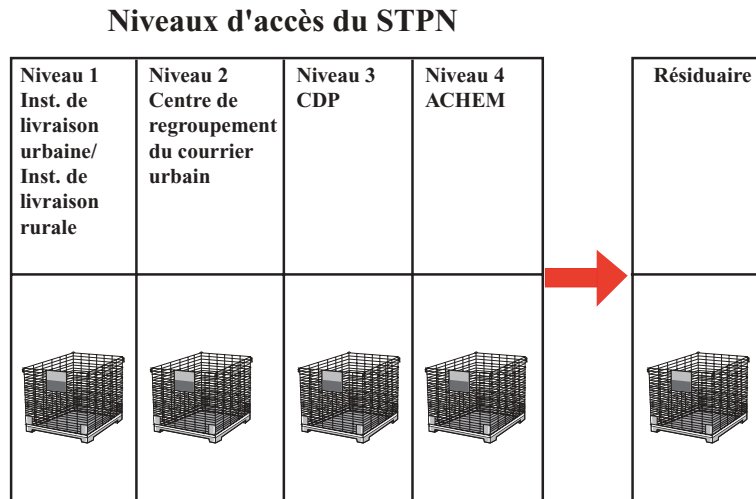 Niveaux d'accès du STPN
Niveau 1
Inst. de
livraison
urbaine/
Inst. de
livraison
rurale
Niveau 2
Centre de
regroupement
du courrier
urbain
Niveau 3
CDP
Niveau 4
ACHEM
Résiduaire